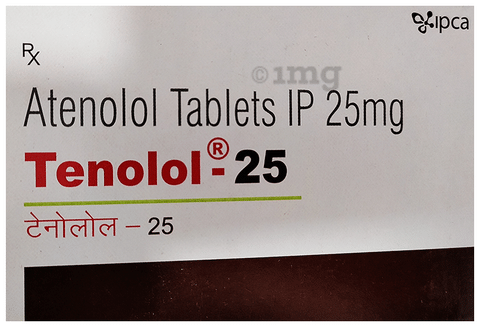 ipca
Rx
©1mg
Atenolol Tablets IP 25mg
Tenolol®-25
टेनोलोल – 25